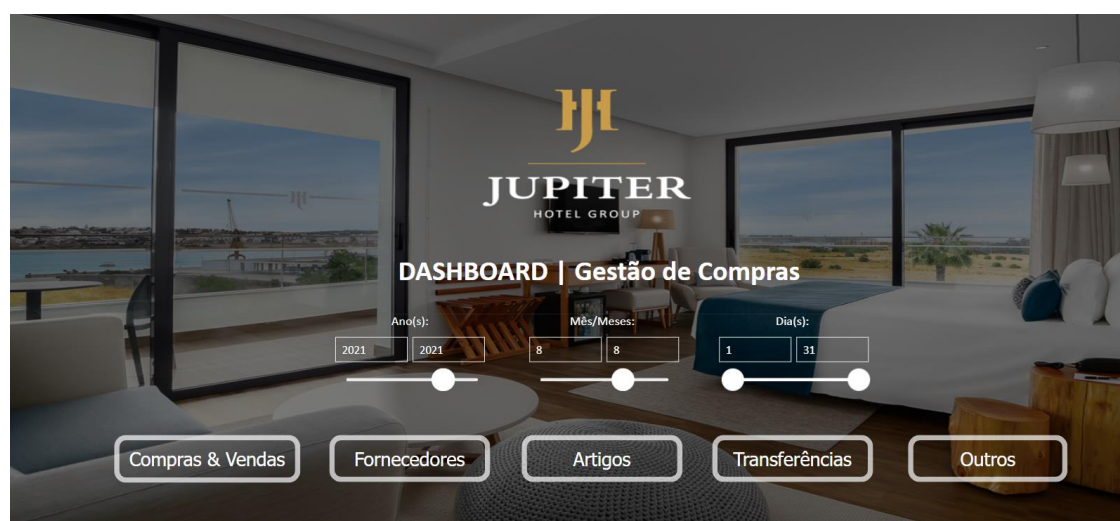 JUPITER
HOTEL GROUP
DASHBOARD | Gestão de Compras
Ano(s): Mês/Meses: Dia(s):
2021 2021 8 8 1 31
Compras & Vendas Fornecedores Artigos Transferências Outros